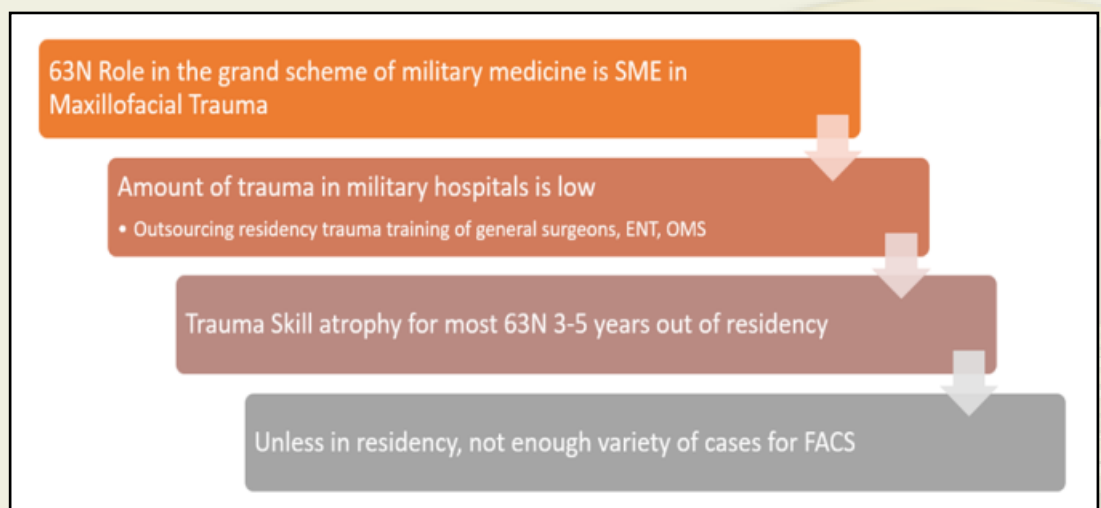 63N Role in the grand scheme of military medicine is SME in
Maxillofacial Trauma
Amount of trauma in military hospitals is low
• Outsourcing residency trauma training of general surgeons, ENT, OMS
Trauma Skill atrophy for most 63N 3-5 years out of residency
Unless in residency, not enough variety of cases for FACS